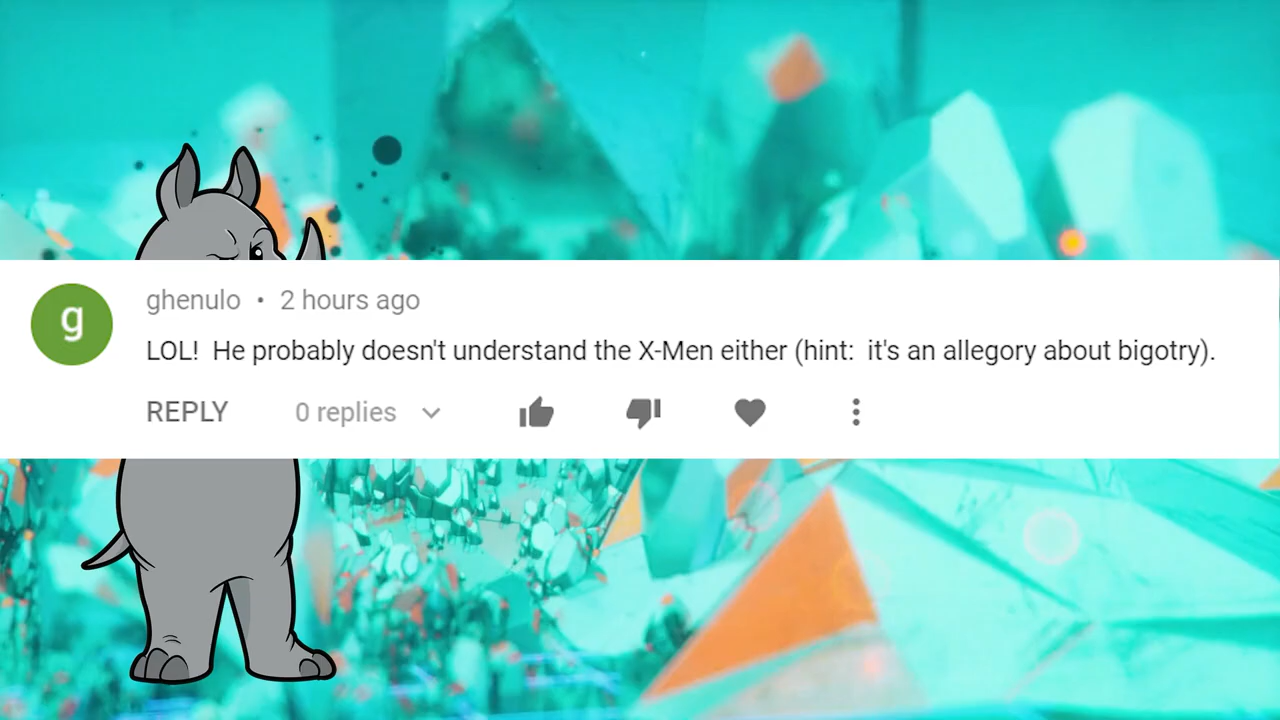 g
ghenulo • 2 hours ago
LOL!  He probably doesn't understand the X-Men either (hint:  it's an allegory about bigotry).
REPLY 0 replies